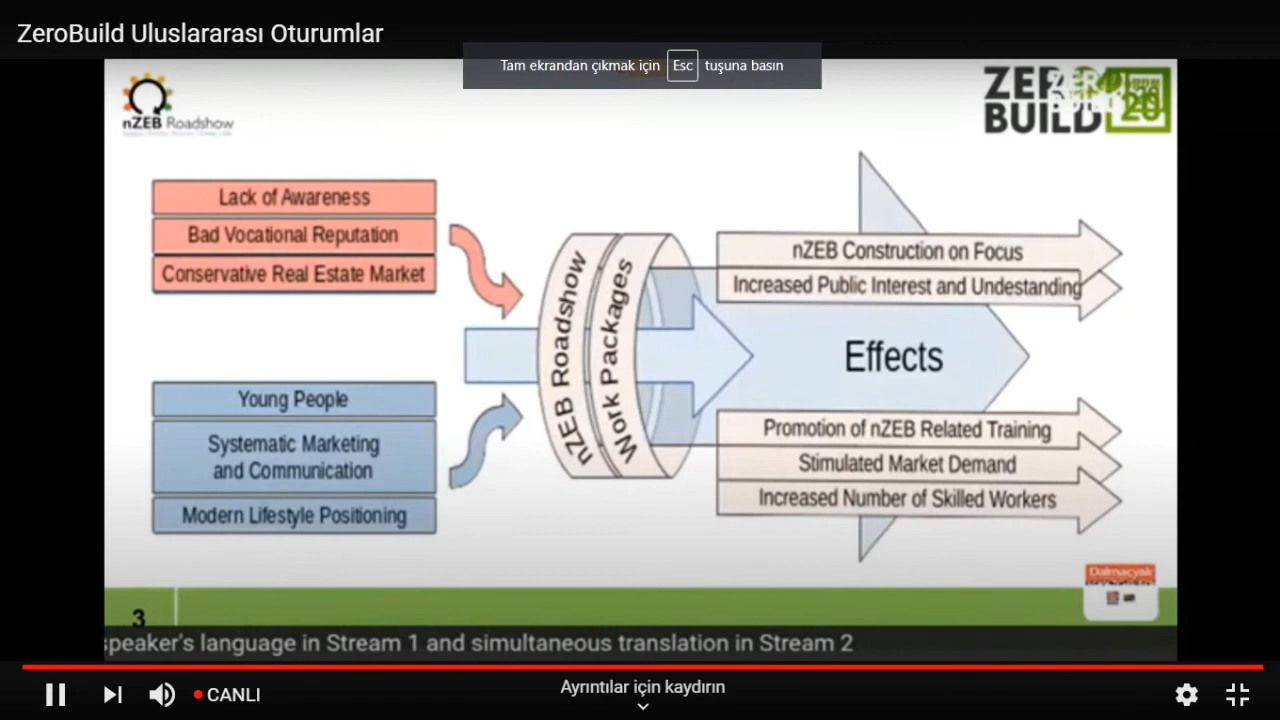 ZeroBuild Uluslararası Oturumlar
Tam ekrandan çıkmak için Esc tuşuna basın
nZEB Roadshow
ZERO
BUILD
20
Lack of Awareness
Bad Vocational Reputation
Conservative Real Estate Market
Young People
Systematic Marketing
and Communication
Modern Lifestyle Positioning
nZEB Roadshow
Work Packages
nZEB Construction on Focus
Increased Public Interest and Undestanding
Effects
Promotion of nZEB Related Training
Stimulated Market Demand
Increased Number of Skilled Workers
Dalmaçyalı
3
speaker's language in Stream 1 and simultaneous translation in Stream 2
CANLI
Ayrıntılar için kaydırın